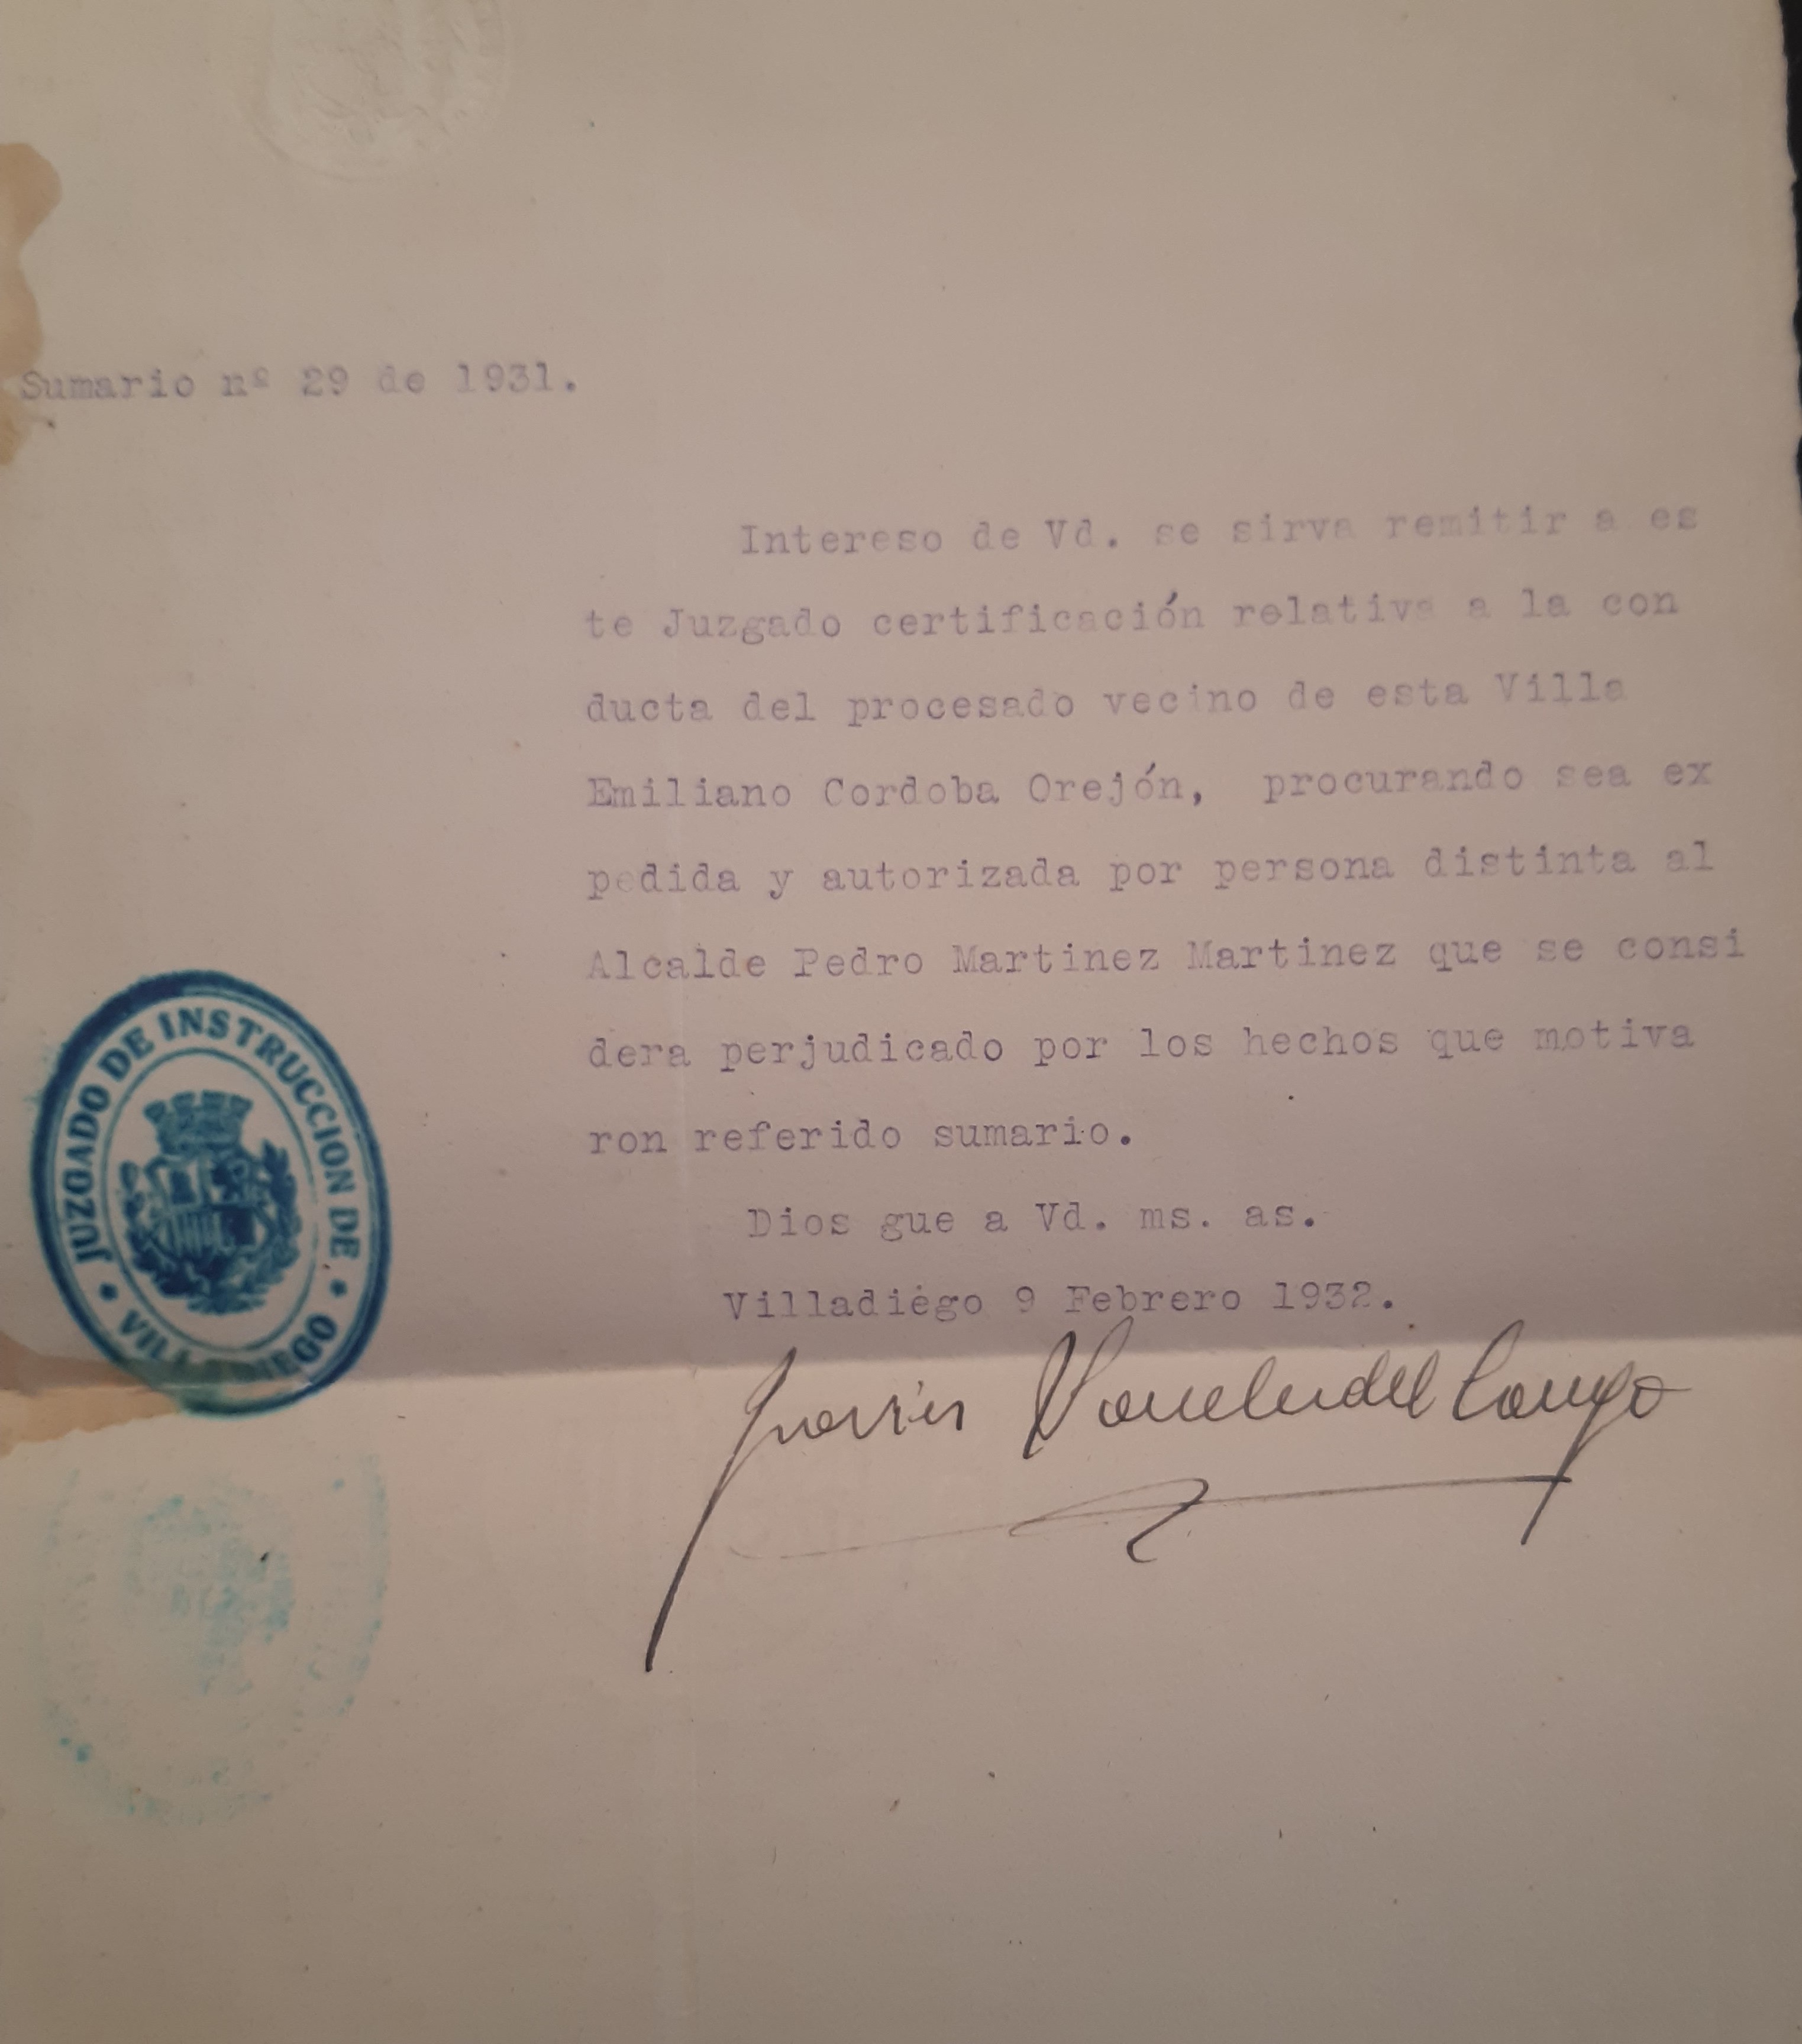 Sumario nº 29 de 1931.
Intereso de Vd. se sirva remitir a es
te Juzgado certificación relativa a la con
ducta del procesado vecino de esta Villa
Emiliano Cordoba Orejón, procurando sea ex
pedida y autorizada por persona distinta al
Alcalde Pedro Martinez Martinez que se consi
dera perjudicado por los hechos que motiva
ron referido sumario.
Dios gue a Vd. ms. as.
Villadiego 9 Febrero 1932.
JUZGADO DE INSTRUCCION DE
VILLADIEGO